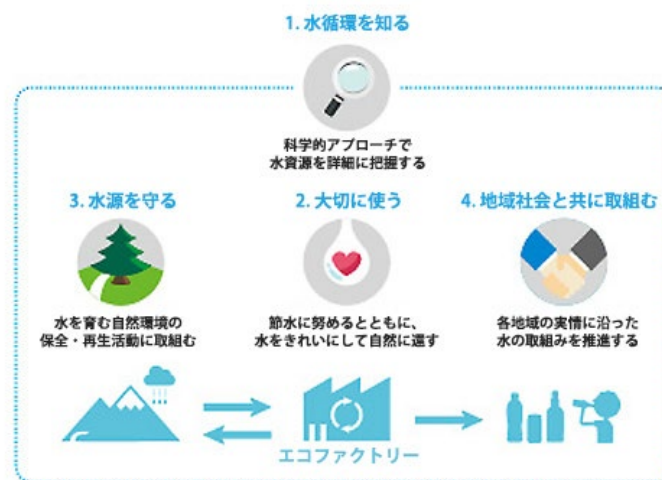 1. 水循環を知る
科学的アプローチで
水資源を詳細に把握する
3. 水源を守る
水を育む自然環境の
保全・再生活動に取組む
2. 大切に使う
節水に努めるとともに、
水をきれいにして自然に還す
4. 地域社会と共に取組む
各地域の実情に沿った
水の取組みを推進する
エコファクトリー